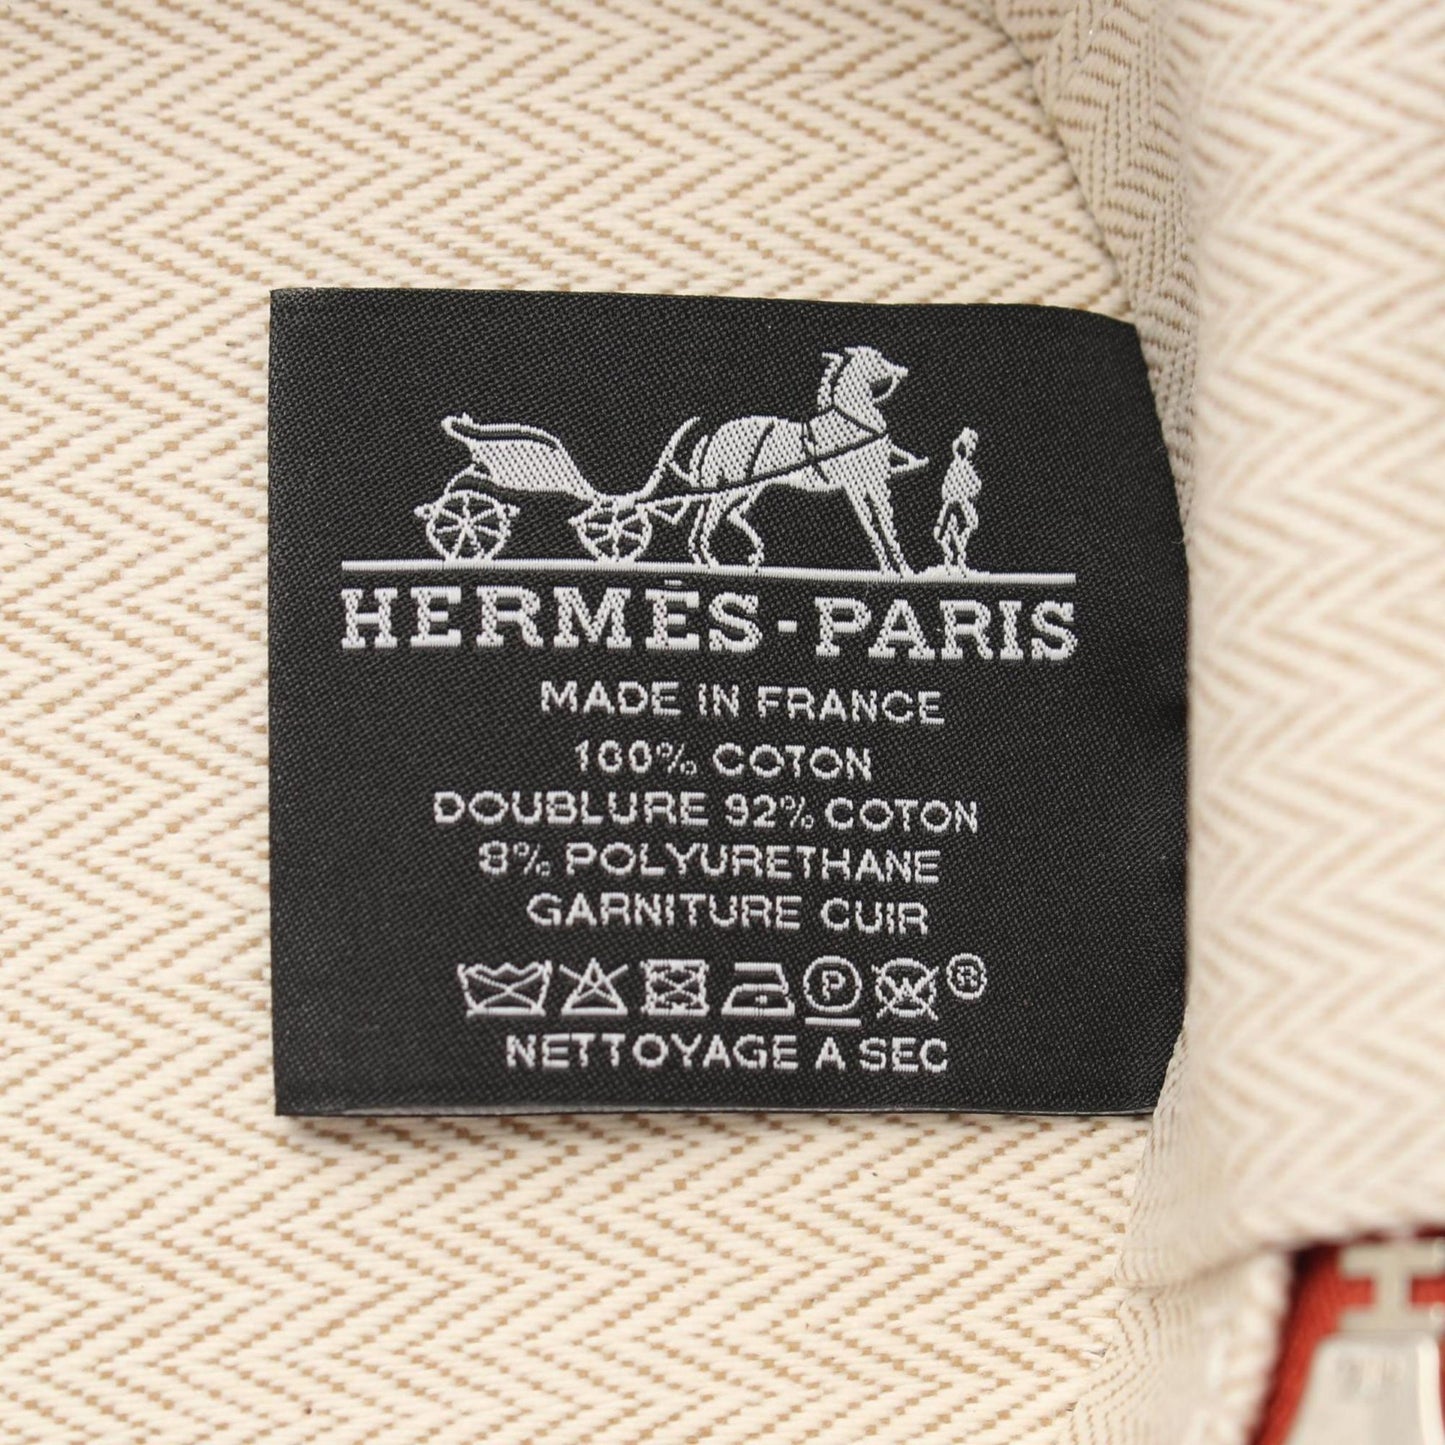 HERMÈS-PARIS
MADE IN FRANCE
100% COTON
DOUBLURE 92% COTON
8% POLYURETHANE
GARNITURE CUIR
P W ®
NETTOYAGE A SEC